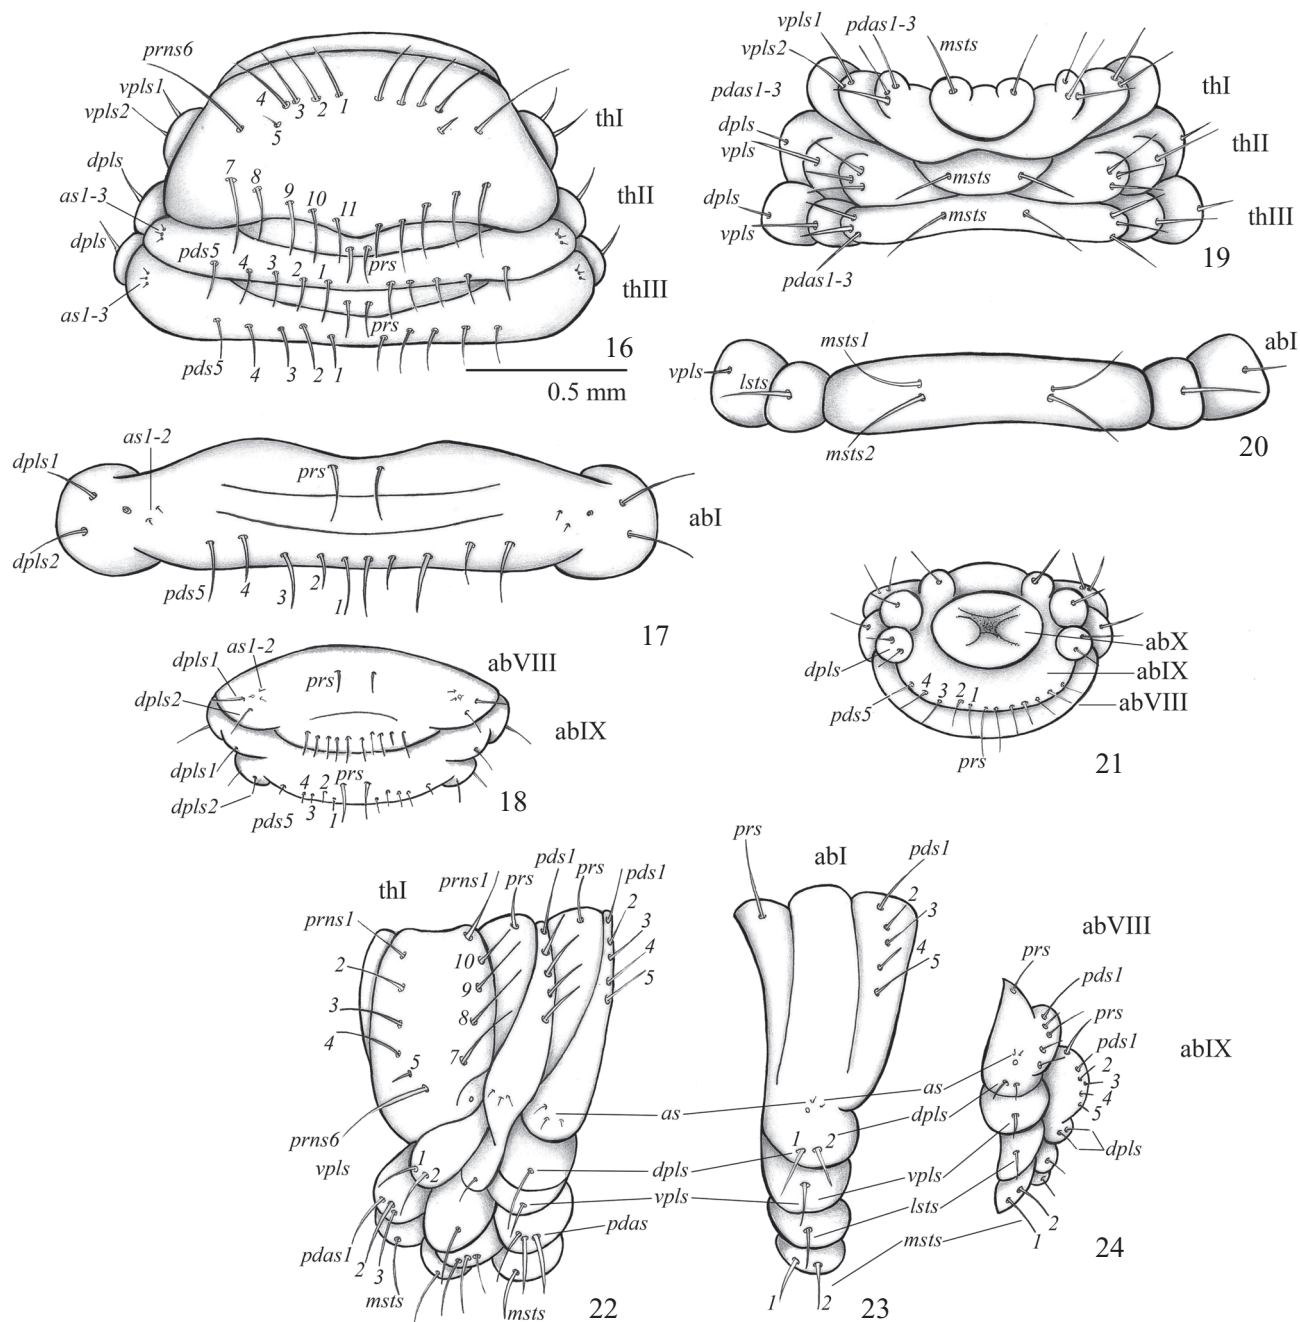 prns6
4 3 2 1
vpls1
vpls2
5
thI
7 8 9 10 11
dpls
as1-3
thII
dpls
pds5 4 3 2 1 prs
thIII
as1-3
prs
pds5 4 3 2 1
16
0.5 mm
vpls1 pdas1-3
vpls2 msts
thI
pdas1-3
dpls
thII
vpls
msts
dpls
msts
thIII
vpls
19
pdas1-3
msts1
abI
vpls
lsts
msts2
20
as1-2
dpls1
prs
abI
dpls2
pds5 4 3 2 1
17
as1-2
abVIII
dpls1
prs
dpls2
abIX
dpls1
prs
4 2
dpls2
3
pds5 1
18
abX
dpls
abIX
4 3 2 1
abVIII
pds5
prs
21
thI
prns1 prs pds1 prs pds1
prns1
2
3
10
2
4
9
3
5
8
4
7
5
as
prns6
vpls
1
2
dpls
vpls
pdas
pdas1
2
3
msts
msts
22
prs
abI
pds1
2
3
4
5
as
dpls
1 2
vpls
lsts
msts
1 2
23
abVIII
prs
pds1
prs
abIX
pds1
2
3
4
5
dpls
2
1
24